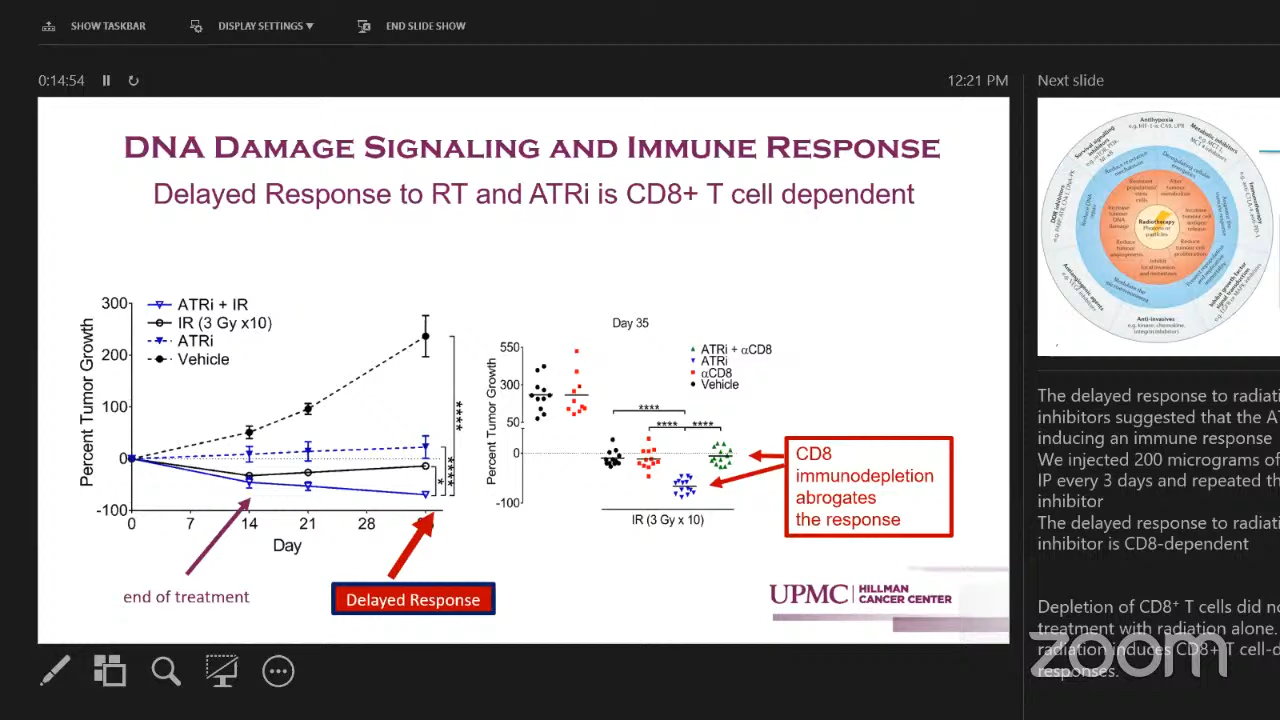 SHOW TASKBAR
DISPLAY SETTINGS ▼
END SLIDE SHOW
0:14:54
12:21 PM
Next slide
DNA DAMAGE SIGNALING AND IMMUNE RESPONSE
Delayed Response to RT and ATRi is CD8+ T cell dependent
ATRi + IR
IR (3 Gy x10)
ATRi
Vehicle
Percent Tumor Growth
300
200
100
0
-100
0
7
14
21
28
Day
****
****
*
***
end of treatment
Delayed Response
Day 35
ATRi + αCD8
ATRi
αCD8
Vehicle
Percent Tumor Growth
550
300
50
0
-100
****
****
****
IR (3 Gy x 10)
CD8
immunodepletion
abrogates
the response
UPMC | HILLMAN
CANCER CENTER
Antihypoxia
Radiotherapy
Photons or
particles
Anti-invasives
The delayed response to radiati
inhibitors suggested that the A
inducing an immune response
We injected 200 micrograms of
IP every 3 days and repeated th
inhibitor
The delayed response to radiati
inhibitor is CD8-dependent
Depletion of CD8+ T cells did no
treatment with radiation alone.
radiation induces CD8+ T cell-d
responses.
zoom